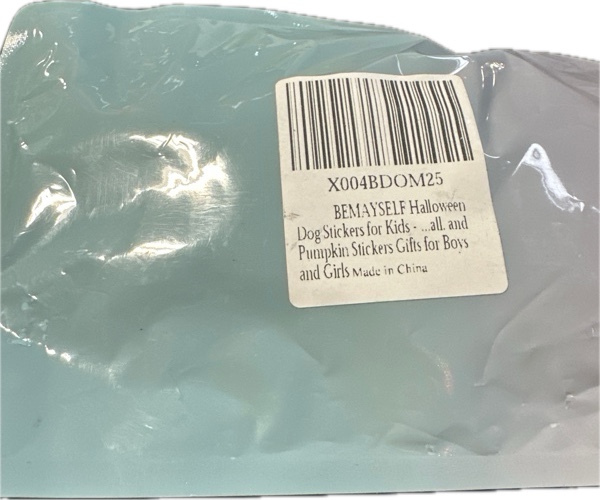 X004BDOM25
BEMAYSELF Halloween
Dog Stickers for Kids - ...all, and
Pumpkin Stickers Gifts for Boys
and Girls Made in China